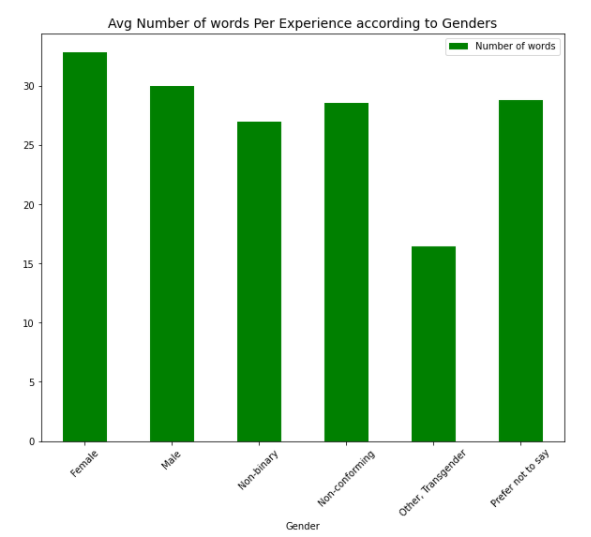 Avg Number of words Per Experience according to Genders
Number of words
30
25
20
15
10
5
0
Female
Male
Non-binary
Non-conforming
Other, Transgender
Prefer not to say
Gender